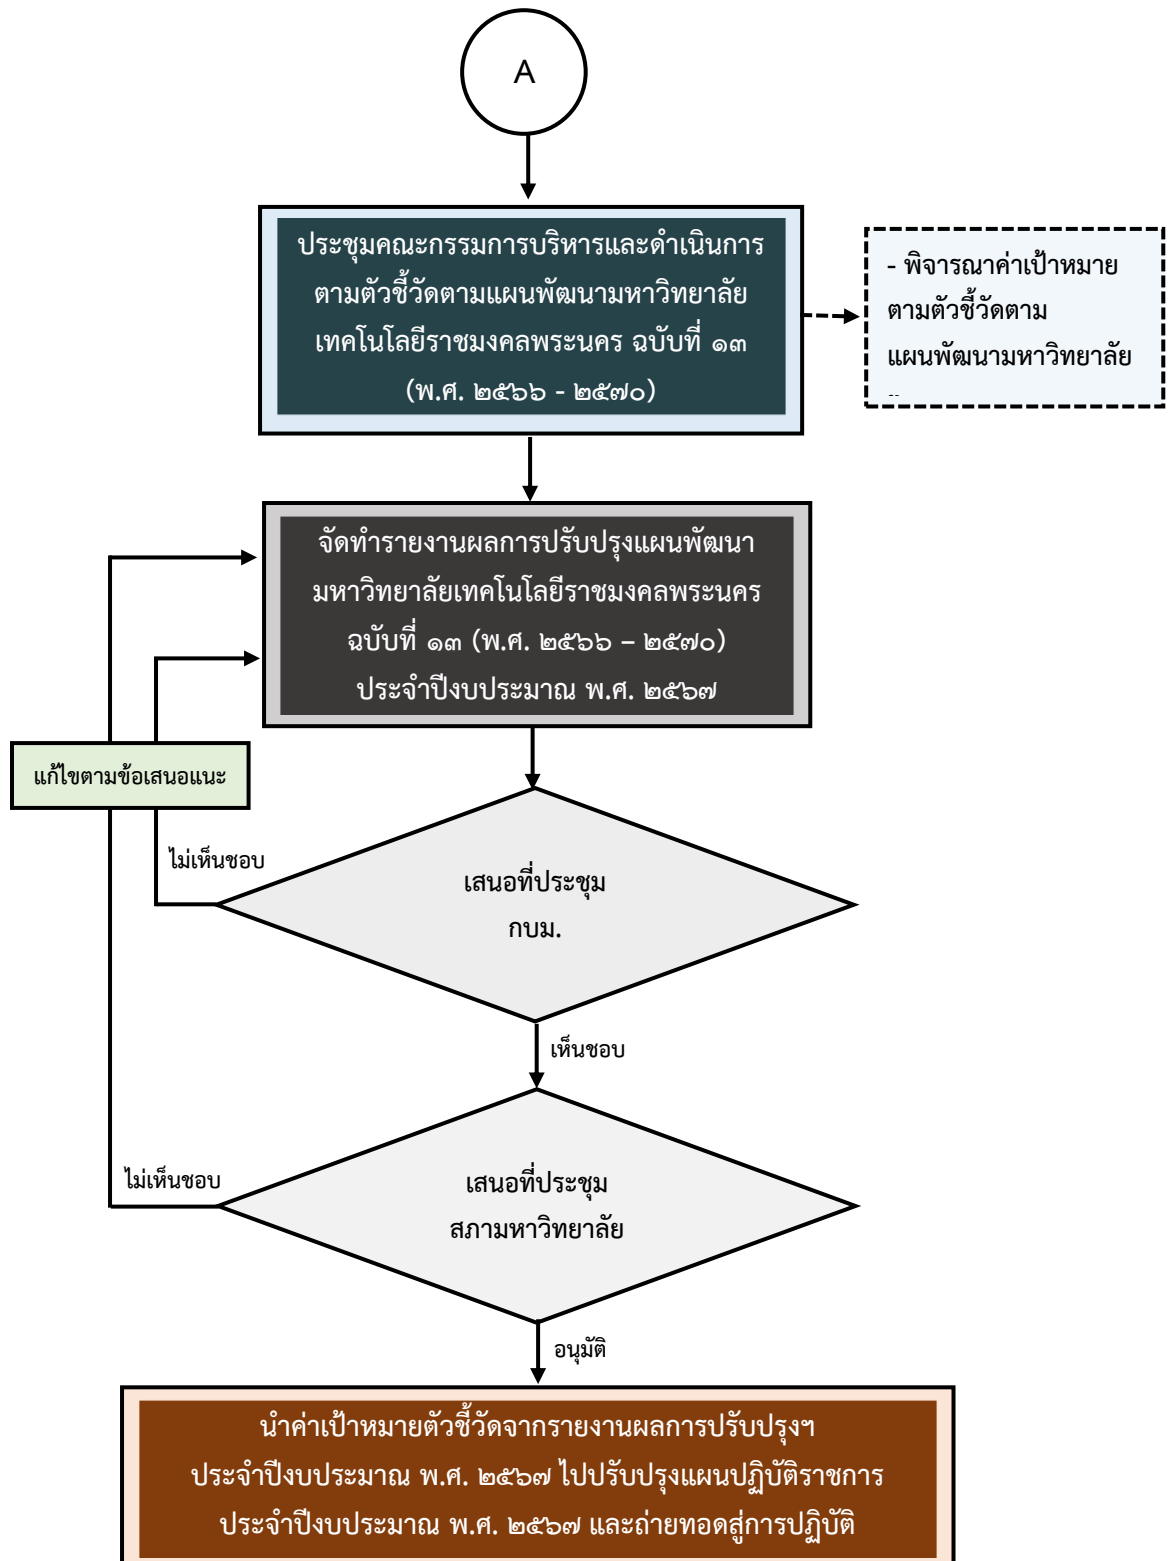 A
ประชุมคณะกรรมการบริหารและดำเนินการ
ตามตัวชี้วัดตามแผนพัฒนามหาวิทยาลัย
เทคโนโลยีราชมงคลพระนคร ฉบับที่ ๑๓
(พ.ศ. ๒๕๖๖ - ๒๕๗๐)
- พิจารณาค่าเป้าหมาย
ตามตัวชี้วัดตาม
แผนพัฒนามหาวิทยาลัย
จัดทำรายงานผลการปรับปรุงแผนพัฒนา
มหาวิทยาลัยเทคโนโลยีราชมงคลพระนคร
ฉบับที่ ๑๓ (พ.ศ. ๒๕๖๖ – ๒๕๗๐)
ประจำปีงบประมาณ พ.ศ. ๒๕๖๗
แก้ไขตามข้อเสนอแนะ
ไม่เห็นชอบ
เสนอที่ประชุม
กบม.
เห็นชอบ
ไม่เห็นชอบ
เสนอที่ประชุม
สภามหาวิทยาลัย
อนุมัติ
นำค่าเป้าหมายตัวชี้วัดจากรายงานผลการปรับปรุงฯ
ประจำปีงบประมาณ พ.ศ. ๒๕๖๗ ไปปรับปรุงแผนปฏิบัติราชการ
ประจำปีงบประมาณ พ.ศ. ๒๕๖๗ และถ่ายทอดสู่การปฏิบัติ